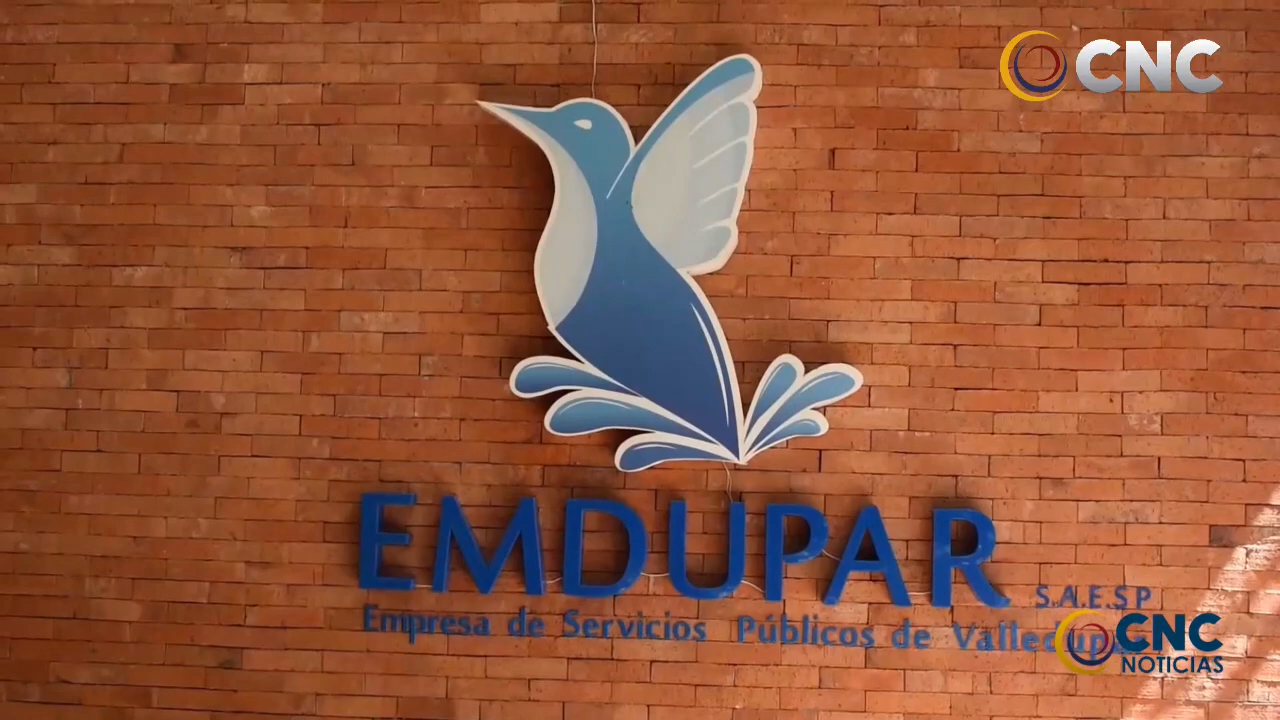 CNC
EMDUPAR
S.A.E.S.P
Empresa de Servicios Públicos de
CNC
NOTICIAS